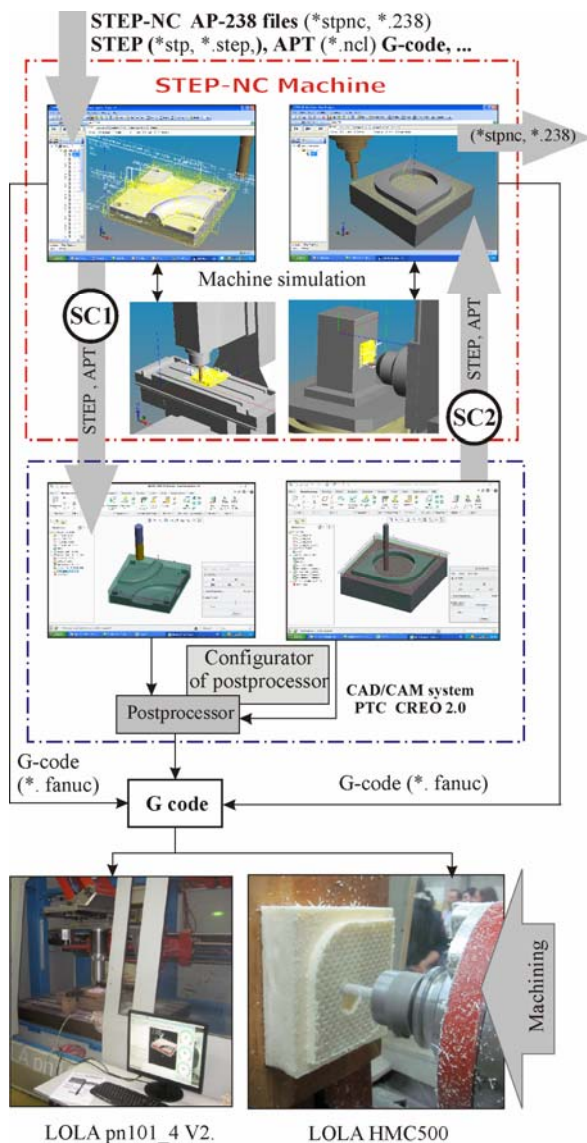 STEP-NC AP-238 files (*stpnc, *.238)
STEP (*stp, *.step,), APT (*.ncl) G-code, ...
STEP-NC Machine
(*stpnc, *.238)
Machine simulation
SC1
STEP , APT
STEP, APT
SC2
Configurator
of postprocessor
Postprocessor
CAD/CAM system
PTC CREO 2.0
G-code
(*. fanuc)
G code
G-code (*. fanuc)
Machining
LOLA pn101_4 V2.
LOLA HMC500